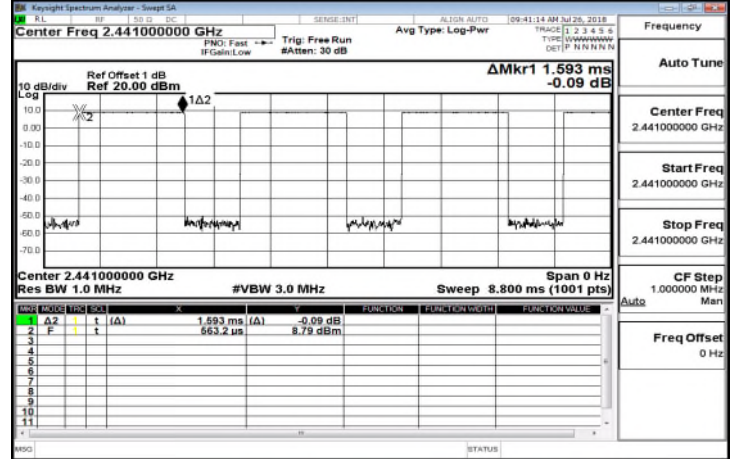 Keysight Spectrum Analyzer - Swept SA
RL RF 50 Ω DC SENSE:INT ALIGN AUTO 09:41:14 AM Jul 26, 2018
Center Freq 2.441000000 GHz
PNO: Fast
IFGain:Low
Trig: Free Run
#Atten: 30 dB
Avg Type: Log-Pwr
TRACE 1 2 3 4 5 6
TYPE WWWWWW
DET P N N N N N
ΔMkr1 1.593 ms
-0.09 dB
Ref Offset 1 dB
10 dB/div Ref 20.00 dBm
Log
1Δ2
2
10.0
0.00
-10.0
-20.0
-30.0
-40.0
-50.0
-60.0
-70.0
Center 2.441000000 GHz Span 0 Hz
Res BW 1.0 MHz #VBW 3.0 MHz Sweep 8.800 ms (1001 pts)
MKR MODE TRC SCL X Y FUNCTION FUNCTION WIDTH FUNCTION VALUE
1 Δ2 1 t (Δ) 1.593 ms (Δ) -0.09 dB
2 F 1 t 563.2 µs 8.79 dBm
3
4
5
6
7
8
9
10
11
MSG STATUS
Frequency
Auto Tune
Center Freq
2.441000000 GHz
Start Freq
2.441000000 GHz
Stop Freq
2.441000000 GHz
CF Step
1.000000 MHz
Auto Man
Freq Offset
0 Hz